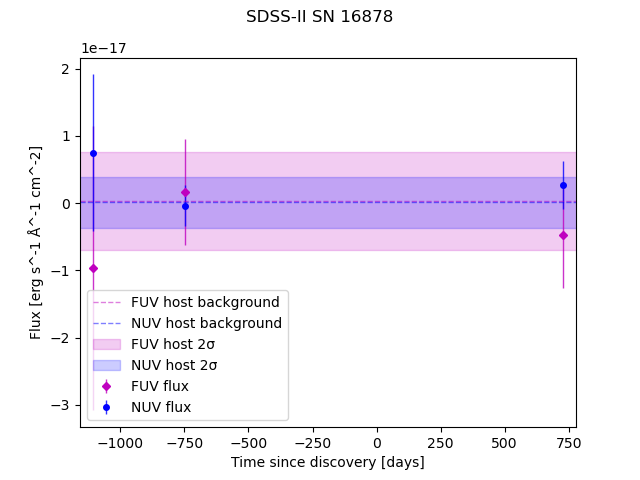 SDSS-II SN 16878
1e−17
2
1
0
−1
−2
−3
Flux [erg s^-1 Å^-1 cm^-2]
FUV host background
NUV host background
FUV host 2σ
NUV host 2σ
FUV flux
NUV flux
−1000 −750 −500 −250 0 250 500 750
Time since discovery [days]